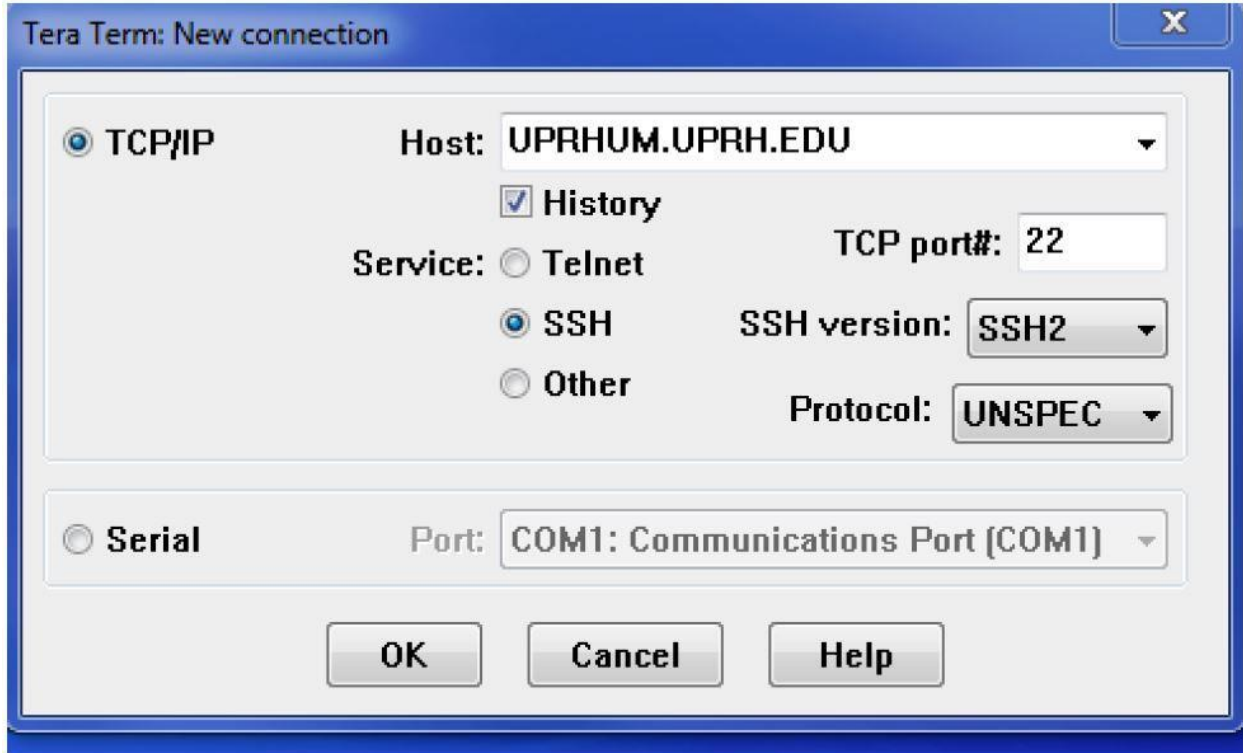 Tera Term: New connection
X
TCP/IP Host: UPRHUM.UPRH.EDU
History
TCP port#: 22
Service: Telnet
SSH SSH version: SSH2
Other
Protocol: UNSPEC
Serial Port: COM1: Communications Port (COM1)
OK Cancel Help